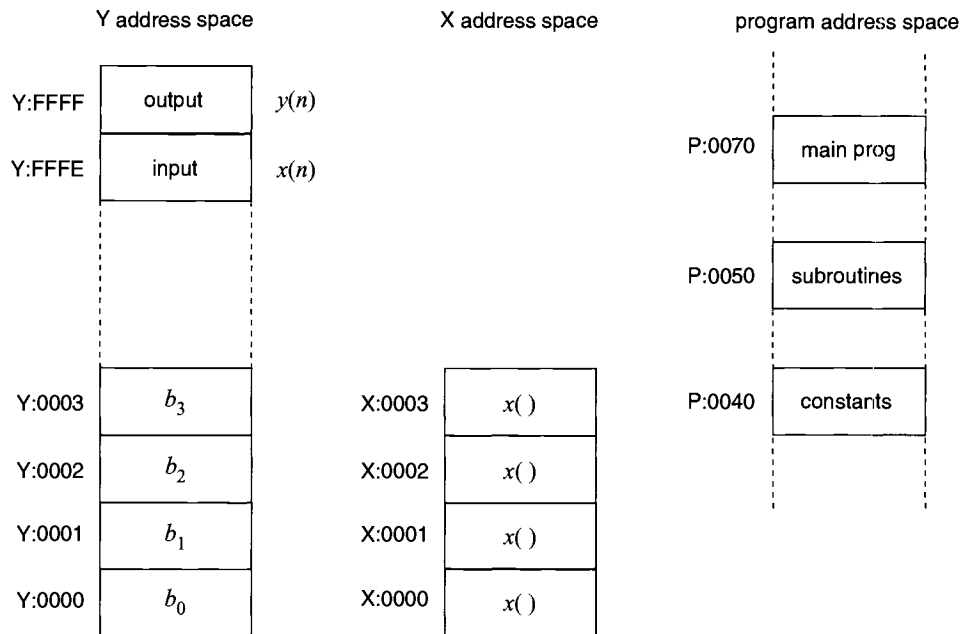 Y address space
Y:FFFF output y(n)
Y:FFFE input x(n)
Y:0003 b3
Y:0002 b2
Y:0001 b1
Y:0000 b0
X address space
X:0003 x( )
X:0002 x( )
X:0001 x( )
X:0000 x( )
program address space
P:0070 main prog
P:0050 subroutines
P:0040 constants